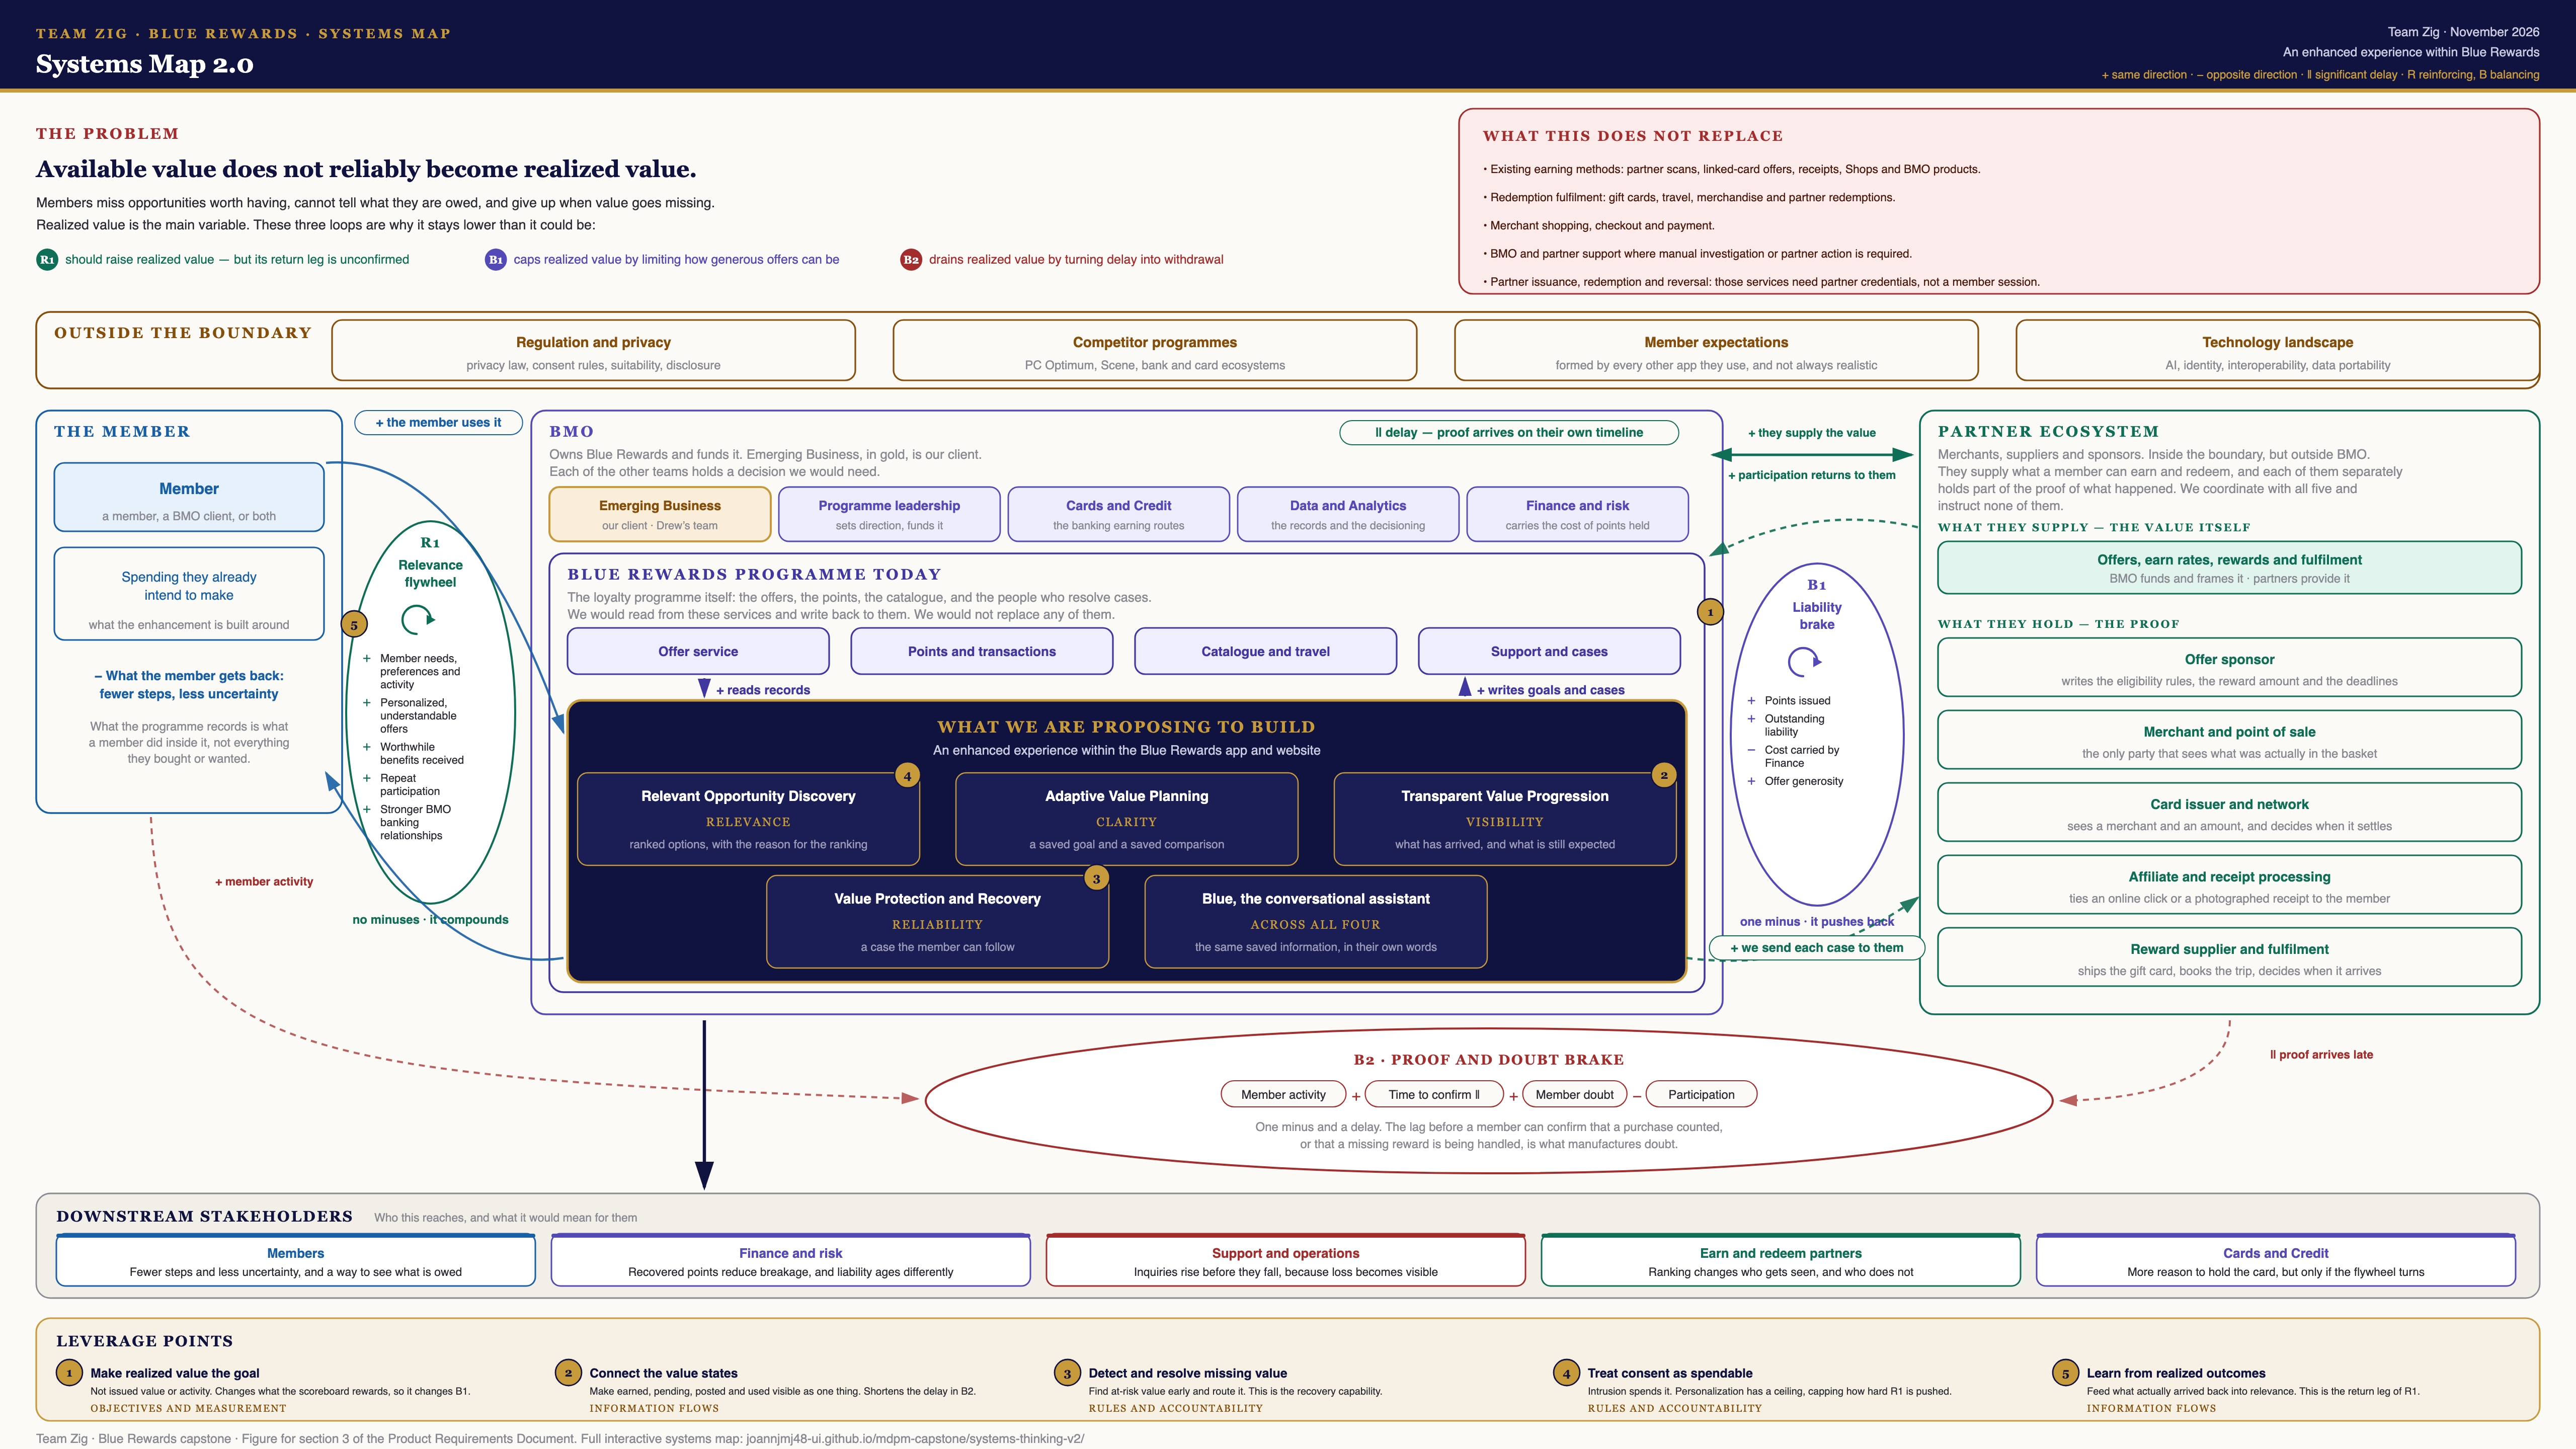 TEAM ZIG · BLUE REWARDS · SYSTEMS MAP
Systems Map 2.0
Team Zig · November 2026
An enhanced experience within Blue Rewards
+ same direction · – opposite direction · ‖ significant delay · R reinforcing, B balancing
THE PROBLEM
Available value does not reliably become realized value.
Members miss opportunities worth having, cannot tell what they are owed, and give up when value goes missing.
Realized value is the main variable. These three loops are why it stays lower than it could be:
R1 should raise realized value — but its return leg is unconfirmed
B1 caps realized value by limiting how generous offers can be
B2 drains realized value by turning delay into withdrawal
WHAT THIS DOES NOT REPLACE
• Existing earning methods: partner scans, linked-card offers, receipts, Shops and BMO products.
• Redemption fulfilment: gift cards, travel, merchandise and partner redemptions.
• Merchant shopping, checkout and payment.
• BMO and partner support where manual investigation or partner action is required.
• Partner issuance, redemption and reversal: those services need partner credentials, not a member session.
OUTSIDE THE BOUNDARY
Regulation and privacy
privacy law, consent rules, suitability, disclosure
Competitor programmes
PC Optimum, Scene, bank and card ecosystems
Member expectations
formed by every other app they use, and not always realistic
Technology landscape
AI, identity, interoperability, data portability
THE MEMBER
Member
a member, a BMO client, or both
Spending they already
intend to make
what the enhancement is built around
– What the member gets back:
fewer steps, less uncertainty
What the programme records is what
a member did inside it, not everything
they bought or wanted.
+ the member uses it
R1
Relevance
flywheel
5
+ Member needs,
preferences and
activity
+ Personalized,
understandable
offers
+ Worthwhile
benefits received
+ Repeat
participation
+ Stronger BMO
banking
relationships
no minuses · it compounds
+ member activity
BMO
‖ delay — proof arrives on their own timeline
Owns Blue Rewards and funds it. Emerging Business, in gold, is our client.
Each of the other teams holds a decision we would need.
Emerging Business
our client · Drew's team
Programme leadership
sets direction, funds it
Cards and Credit
the banking earning routes
Data and Analytics
the records and the decisioning
Finance and risk
carries the cost of points held
BLUE REWARDS PROGRAMME TODAY
The loyalty programme itself: the offers, the points, the catalogue, and the people who resolve cases.
We would read from these services and write back to them. We would not replace any of them.
Offer service
Points and transactions
Catalogue and travel
Support and cases
+ reads records
+ writes goals and cases
WHAT WE ARE PROPOSING TO BUILD
An enhanced experience within the Blue Rewards app and website
4
Relevant Opportunity Discovery
RELEVANCE
ranked options, with the reason for the ranking
Adaptive Value Planning
CLARITY
a saved goal and a saved comparison
2
Transparent Value Progression
VISIBILITY
what has arrived, and what is still expected
3
Value Protection and Recovery
RELIABILITY
a case the member can follow
Blue, the conversational assistant
ACROSS ALL FOUR
the same saved information, in their own words
+ they supply the value
+ participation returns to them
1
B1
Liability
brake
+ Points issued
+ Outstanding
liability
– Cost carried by
Finance
+ Offer generosity
one minus · it pushes back
+ we send each case to them
PARTNER ECOSYSTEM
Merchants, suppliers and sponsors. Inside the boundary, but outside BMO.
They supply what a member can earn and redeem, and each of them separately
holds part of the proof of what happened. We coordinate with all five and
instruct none of them.
WHAT THEY SUPPLY — THE VALUE ITSELF
Offers, earn rates, rewards and fulfilment
BMO funds and frames it · partners provide it
WHAT THEY HOLD — THE PROOF
Offer sponsor
writes the eligibility rules, the reward amount and the deadlines
Merchant and point of sale
the only party that sees what was actually in the basket
Card issuer and network
sees a merchant and an amount, and decides when it settles
Affiliate and receipt processing
ties an online click or a photographed receipt to the member
Reward supplier and fulfilment
ships the gift card, books the trip, decides when it arrives
‖ proof arrives late
B2 · PROOF AND DOUBT BRAKE
Member activity + Time to confirm ‖ + Member doubt – Participation
One minus and a delay. The lag before a member can confirm that a purchase counted,
or that a missing reward is being handled, is what manufactures doubt.
DOWNSTREAM STAKEHOLDERS
Who this reaches, and what it would mean for them
Members
Fewer steps and less uncertainty, and a way to see what is owed
Finance and risk
Recovered points reduce breakage, and liability ages differently
Support and operations
Inquiries rise before they fall, because loss becomes visible
Earn and redeem partners
Ranking changes who gets seen, and who does not
Cards and Credit
More reason to hold the card, but only if the flywheel turns
LEVERAGE POINTS
1 Make realized value the goal
Not issued value or activity. Changes what the scoreboard rewards, so it changes B1.
OBJECTIVES AND MEASUREMENT
2 Connect the value states
Make earned, pending, posted and used visible as one thing. Shortens the delay in B2.
INFORMATION FLOWS
3 Detect and resolve missing value
Find at-risk value early and route it. This is the recovery capability.
RULES AND ACCOUNTABILITY
4 Treat consent as spendable
Intrusion spends it. Personalization has a ceiling, capping how hard R1 is pushed.
RULES AND ACCOUNTABILITY
5 Learn from realized outcomes
Feed what actually arrived back into relevance. This is the return leg of R1.
INFORMATION FLOWS
Team Zig · Blue Rewards capstone · Figure for section 3 of the Product Requirements Document. Full interactive systems map: joannjmj48-ui.github.io/mdpm-capstone/systems-thinking-v2/